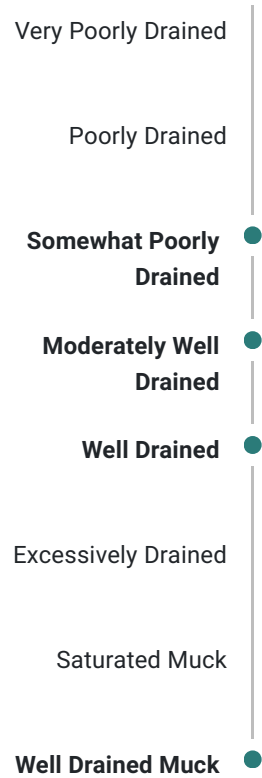 Very Poorly Drained
Poorly Drained
Somewhat Poorly
Drained
Moderately Well
Drained
Well Drained
Excessively Drained
Saturated Muck
Well Drained Muck